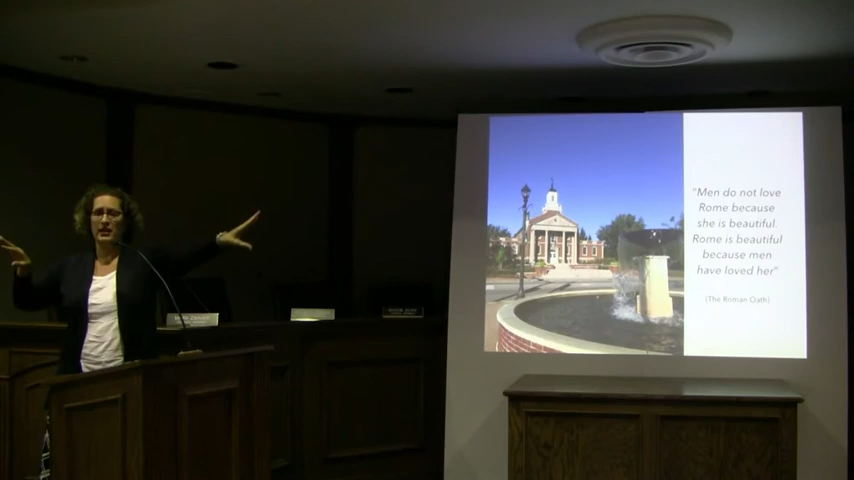 "Men do not love
Rome because
she is beautiful.
Rome is beautiful
because men
have loved her"
(The Roman Oath)